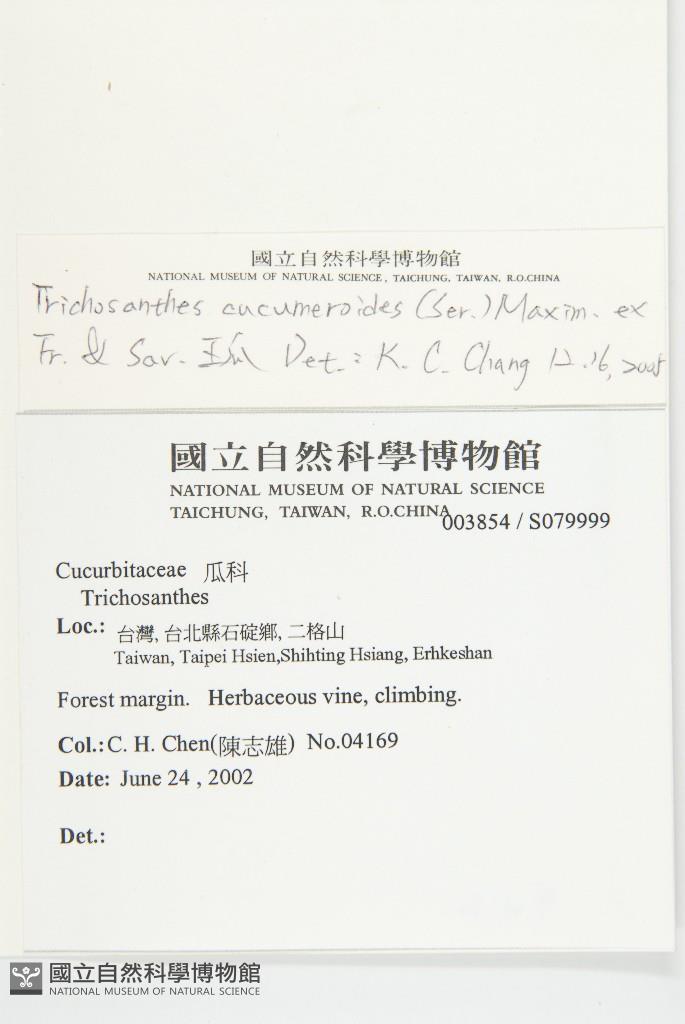 國立自然科學博物館
NATIONAL MUSEUM OF NATURAL SCIENCE, TAICHUNG, TAIWAN, R.O.CHINA
Trichosanthes cucumeroides (Ser.) Maxim. ex
Fr. & Sav. 王瓜 Det.: K. C. Chang 12.16, 2008
國立自然科學博物館
NATIONAL MUSEUM OF NATURAL SCIENCE
TAICHUNG, TAIWAN, R.O.CHINA
003854 / S079999
Cucurbitaceae 瓜科
Trichosanthes
Loc.: 台灣, 台北縣石碇鄉, 二格山
Taiwan, Taipei Hsien,Shihting Hsiang, Erhkeshan
Forest margin. Herbaceous vine, climbing.
Col.: C. H. Chen(陳志雄) No.04169
Date: June 24 , 2002
Det.:
國立自然科學博物館
NATIONAL MUSEUM OF NATURAL SCIENCE